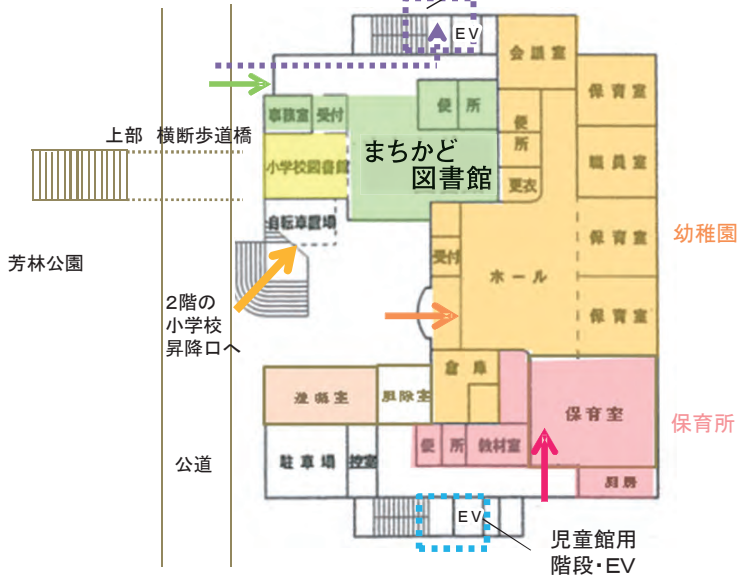 EV
会議室
保育室
便所
事務室 受付
便所
上部 横断歩道橋
まちかど
図書館
職員室
小学校図書館
更衣
自転車置場
受付
保育室
幼稚園
ホール
芳林公園
2階の
小学校
昇降口へ
保育室
倉庫
保育室
保育所
公道
駐車場
控室
便所
教材室
厨房
EV
児童館用
階段・EV